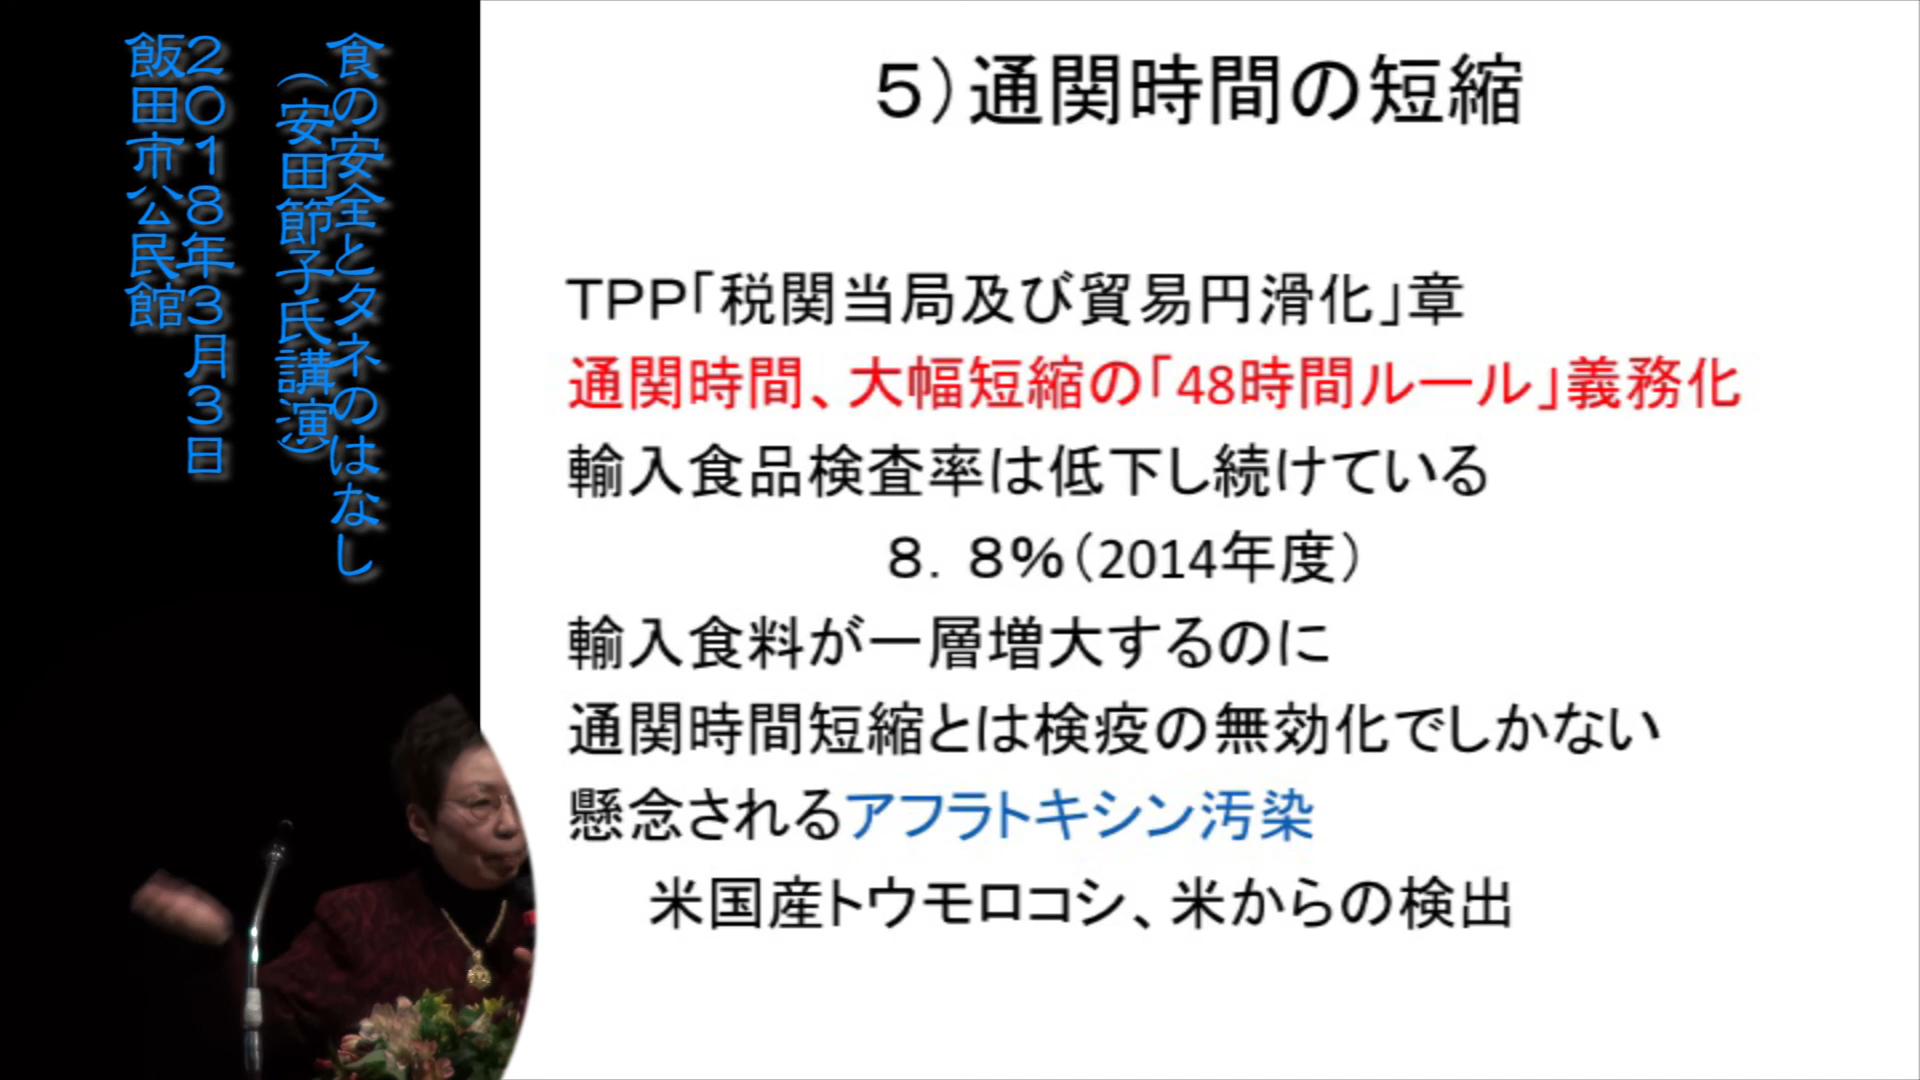 食の安全とタネのはなし
（安田節子氏講演）
２０１８年３月３日
飯田市公民館
５）通関時間の短縮
TPP「税関当局及び貿易円滑化」章
通関時間、大幅短縮の「48時間ルール」義務化
輸入食品検査率は低下し続けている
８．８％（2014年度）
輸入食料が一層増大するのに
通関時間短縮とは検疫の無効化でしかない
懸念されるアフラトキシン汚染
米国産トウモロコシ、米からの検出